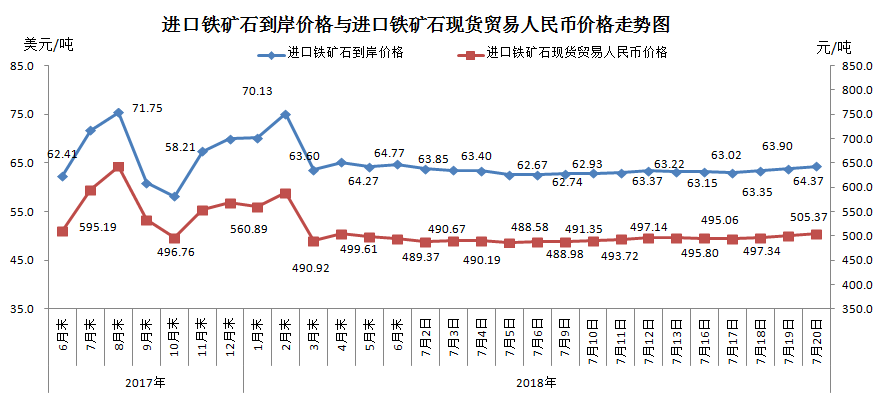 进口铁矿石到岸价格与进口铁矿石现货贸易人民币价格走势图
美元/吨
元/吨
进口铁矿石到岸价格
进口铁矿石现货贸易人民币价格
85.0
75.0
65.0
55.0
45.0
35.0
850.0
800.0
750.0
700.0
650.0
600.0
550.0
500.0
450.0
400.0
350.0
62.41
71.75
58.21
70.13
63.60
64.27
64.77
63.85
63.40
62.67
62.74
62.93
63.37
63.22
63.15
63.02
63.35
63.90
64.37
595.19
496.76
560.89
490.92
499.61
489.37
490.67
490.19
488.58
488.98
491.35
493.72
497.14
495.80
495.06
497.34
505.37
6月末
7月末
8月末
9月末
10月末
11月末
12月末
1月末
2月末
3月末
4月末
5月末
6月末
7月2日
7月3日
7月4日
7月5日
7月6日
7月9日
7月10日
7月11日
7月12日
7月13日
7月16日
7月17日
7月18日
7月19日
7月20日
2017年
2018年